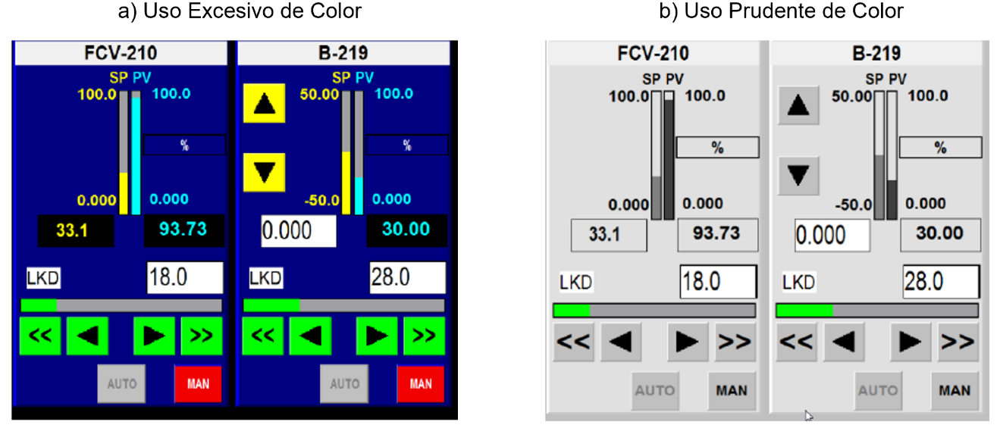 a) Uso Excesivo de Color
FCV-210
SP PV
100.0 100.0
%
0.000 0.000
33.1 93.73
LKD 18.0
<< ◀ ▶ >>
AUTO MAN
B-219
SP PV
▲ 50.00 100.0
%
▼
-50.0 0.000
0.000 30.00
LKD 28.0
<< ◀ ▶ >>
AUTO MAN
b) Uso Prudente de Color
FCV-210
SP PV
100.0 100.0
%
0.000 0.000
33.1 93.73
LKD 18.0
<< ◀ ▶ >>
AUTO MAN
B-219
SP PV
▲ 50.00 100.0
%
▼
-50.0 0.000
0.000 30.00
LKD 28.0
<< ◀ ▶ >>
AUTO MAN